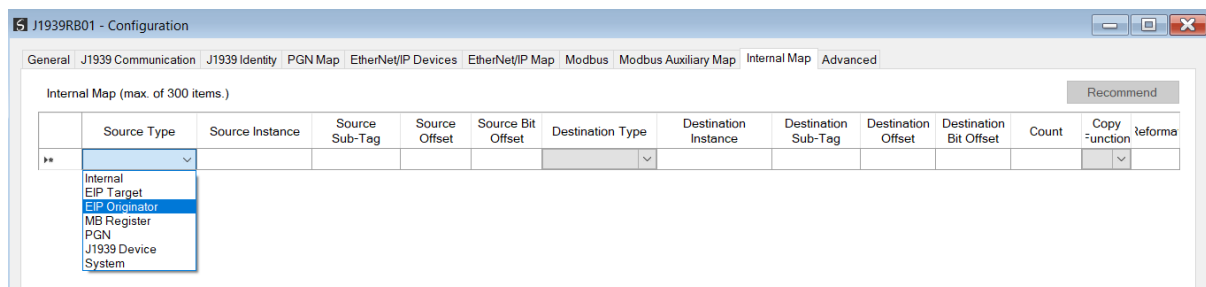 J1939RB01 - Configuration
General J1939 Communication J1939 Identity PGN Map EtherNet/IP Devices EtherNet/IP Map Modbus Modbus Auxiliary Map Internal Map Advanced
Internal Map (max. of 300 items.)
Recommend
Source Type Source Instance Source Sub-Tag Source Offset Source Bit Offset Destination Type Destination Instance Destination Sub-Tag Destination Offset Destination Bit Offset Count Copy Function Reforma
Internal
EIP Target
EIP Originator
MB Register
PGN
J1939 Device
System